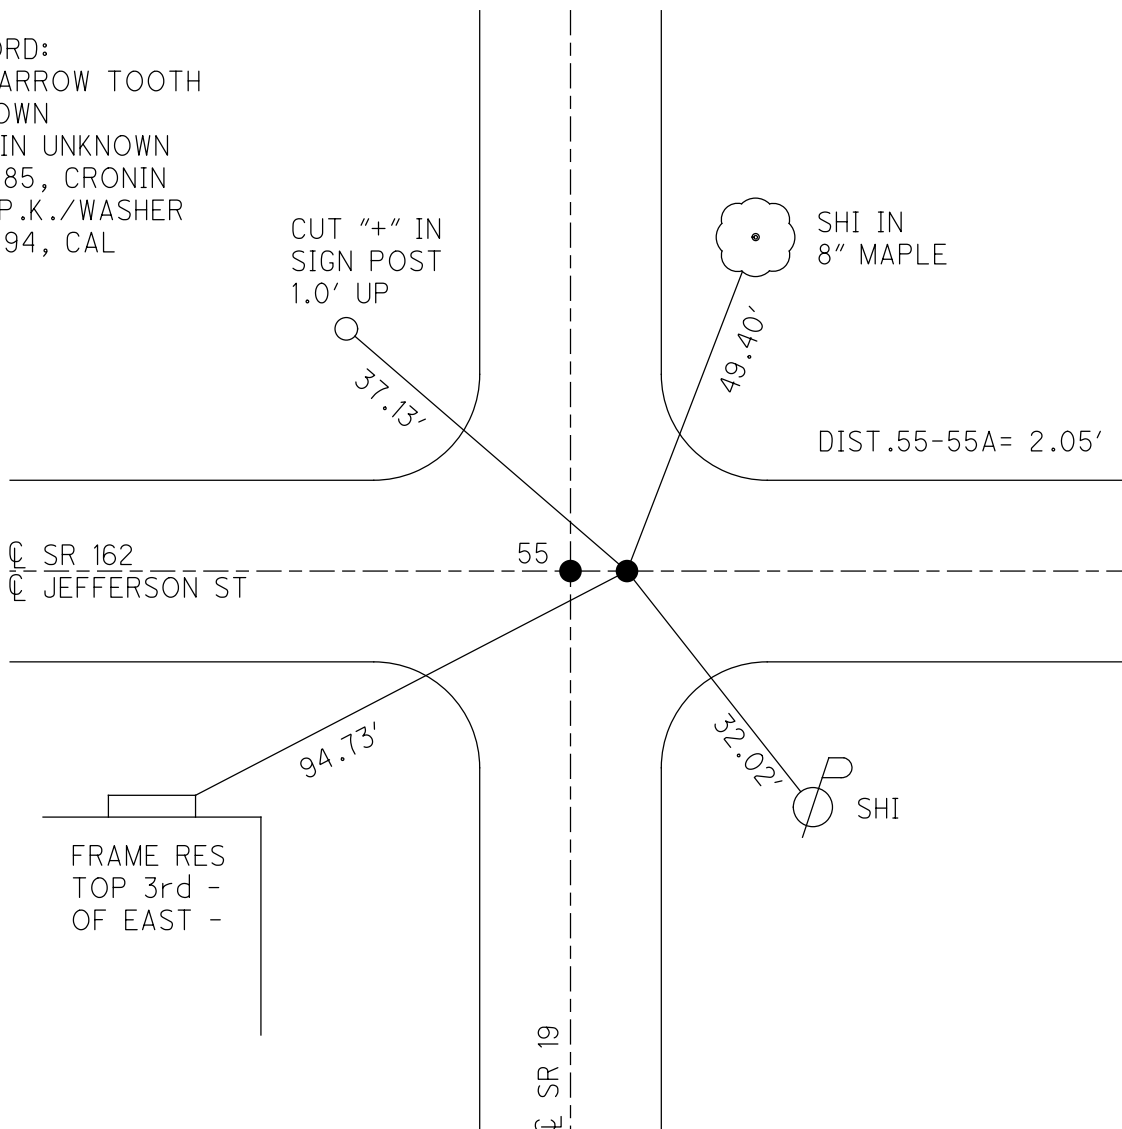 ORD:
ARROW TOOTH
OWN
IN UNKNOWN
85, CRONIN
P.K./WASHER
94, CAL
CUT "+" IN
SIGN POST
1.0' UP
SHI IN
8" MAPLE
37.13'
49.40'
DIST.55-55A= 2.05'
55
℄ SR 162
℄ JEFFERSON ST
94.73'
32.02'
SHI
FRAME RES
TOP 3rd -
OF EAST -
℄ SR 19